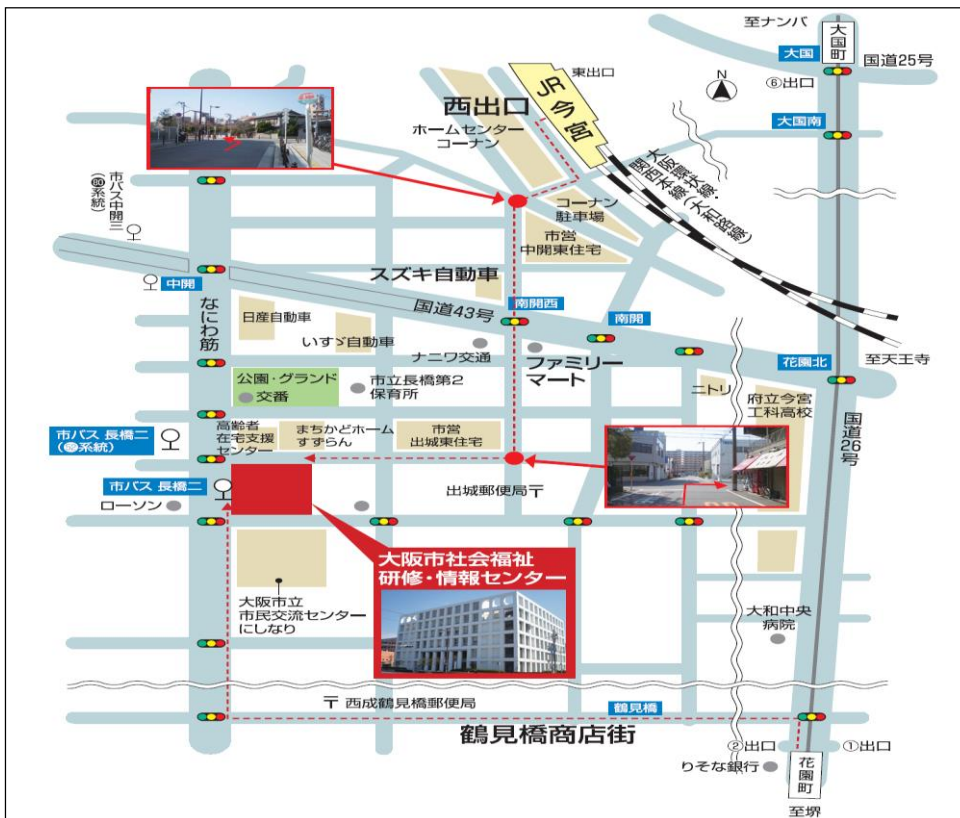 至ナンバ
大国町
大国
国道25号
⑥出口
大国南
東出口
N
JR今宮
西出口
ホームセンター
コーナン
大阪環状線・
関西本線(大和路線)
コーナン
駐車場
市営
中開東住宅
市バス中開三
(⑧⓪系統)
中開
スズキ自動車
国道43号
南開西
南開
なにわ筋
日産自動車
いすゞ自動車
ナニワ交通
ファミリー
マート
花園北
至天王寺
公園・グランド
交番
市立長橋第2
保育所
ニトリ
府立今宮
工科高校
国道26号
市バス 長橋二
高齢者
在宅支援
センター
まちかどホーム
すずらん
市営
出城東住宅
市バス 長橋二
ローソン
出城郵便局〒
大阪市社会福祉
研修・情報センター
大阪市立
市民交流センター
にしなり
大和中央
病院
〒西成鶴見橋郵便局
鶴見橋
鶴見橋商店街
②出口
①出口
りそな銀行
花園町
至堺